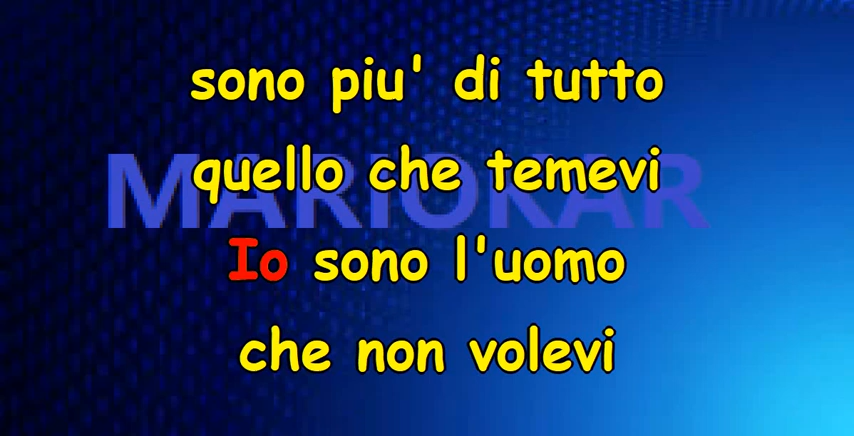 sono piu' di tutto
quello che temevi
MARIOKAR
Io sono l'uomo
che non volevi